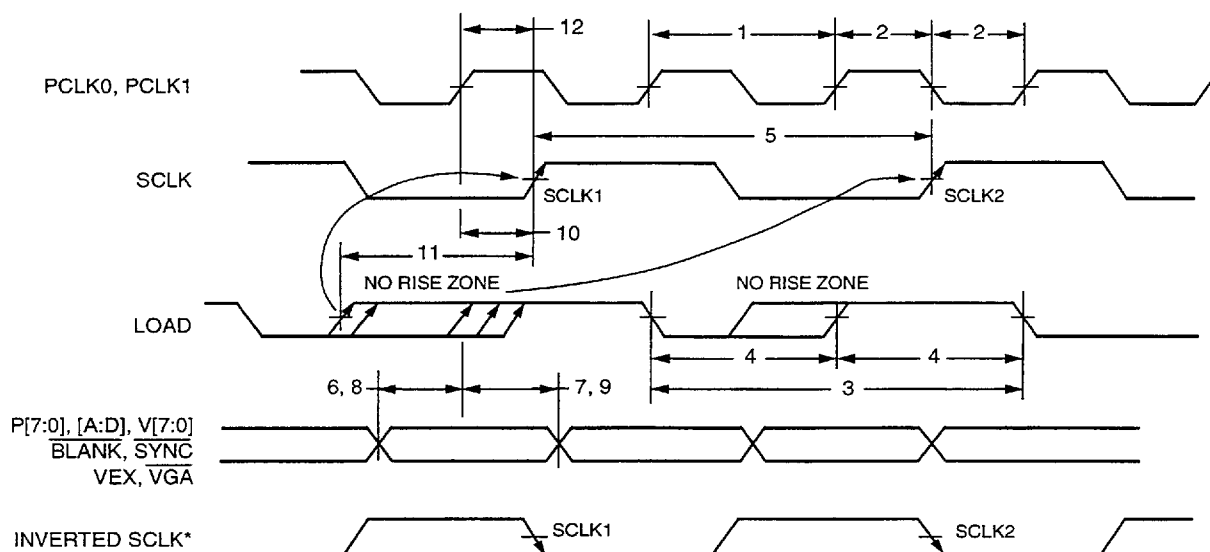 12
1
2
2
PCLK0, PCLK1
5
SCLK
SCLK1
SCLK2
10
11
NO RISE ZONE
NO RISE ZONE
LOAD
4
4
6, 8
7, 9
3
P[7:0], [A:D], V[7:0]
BLANK, SYNC
VEX, VGA
SCLK1
SCLK2
INVERTED SCLK*